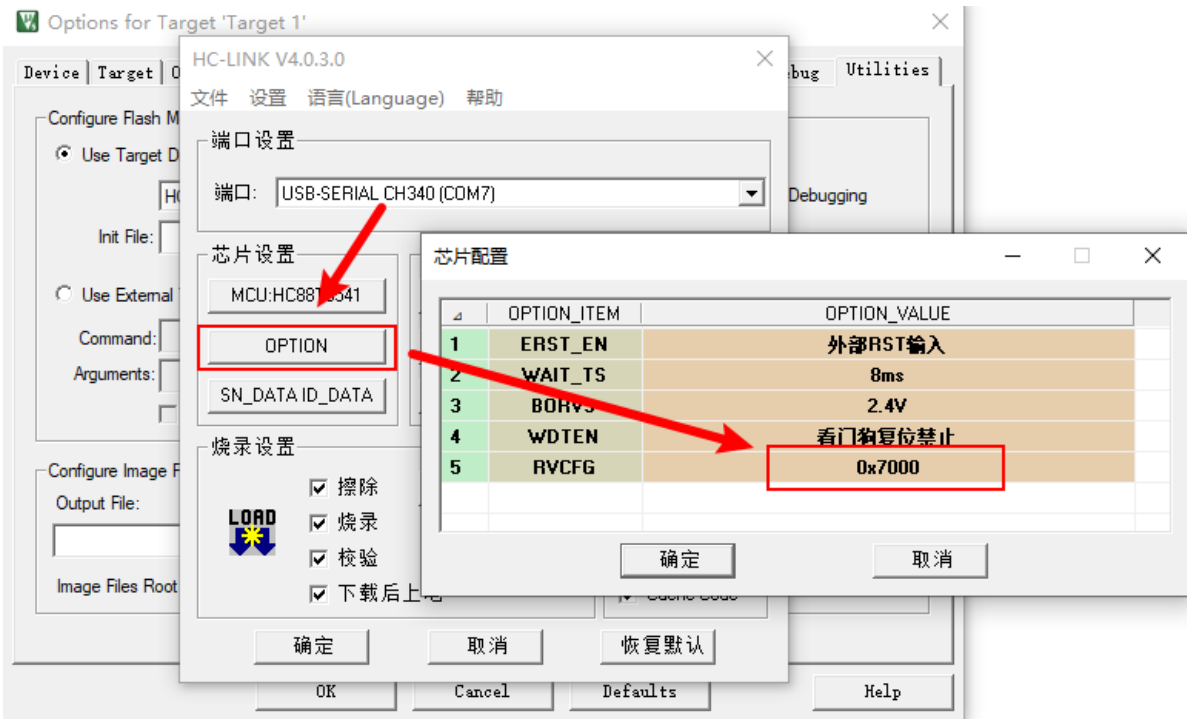 Options for Target 'Target 1'
Device Target
Utilities
Configure Flash M
Use Target D
Debugging
Init File:
Use External
Command:
Arguments:
Configure Image F
Output File:
Image Files Root
OK
Cancel
Defaults
Help
HC-LINK V4.0.3.0
文件 设置 语言(Language) 帮助
端口设置
端口: USB-SERIAL CH340 (COM7)
芯片设置
OPTION
SN_DATA ID_DATA
烧录设置
LOAD
擦除
烧录
校验
下载后上
确定
取消
恢复默认
芯片配置
OPTION_ITEM OPTION_VALUE
1 ERST_EN 外部RST输入
2 WAIT_TS 8ms
3 2.4V
4 WDTEN 看门狗复位禁止
5 RVCFG 0x7000
确定
取消